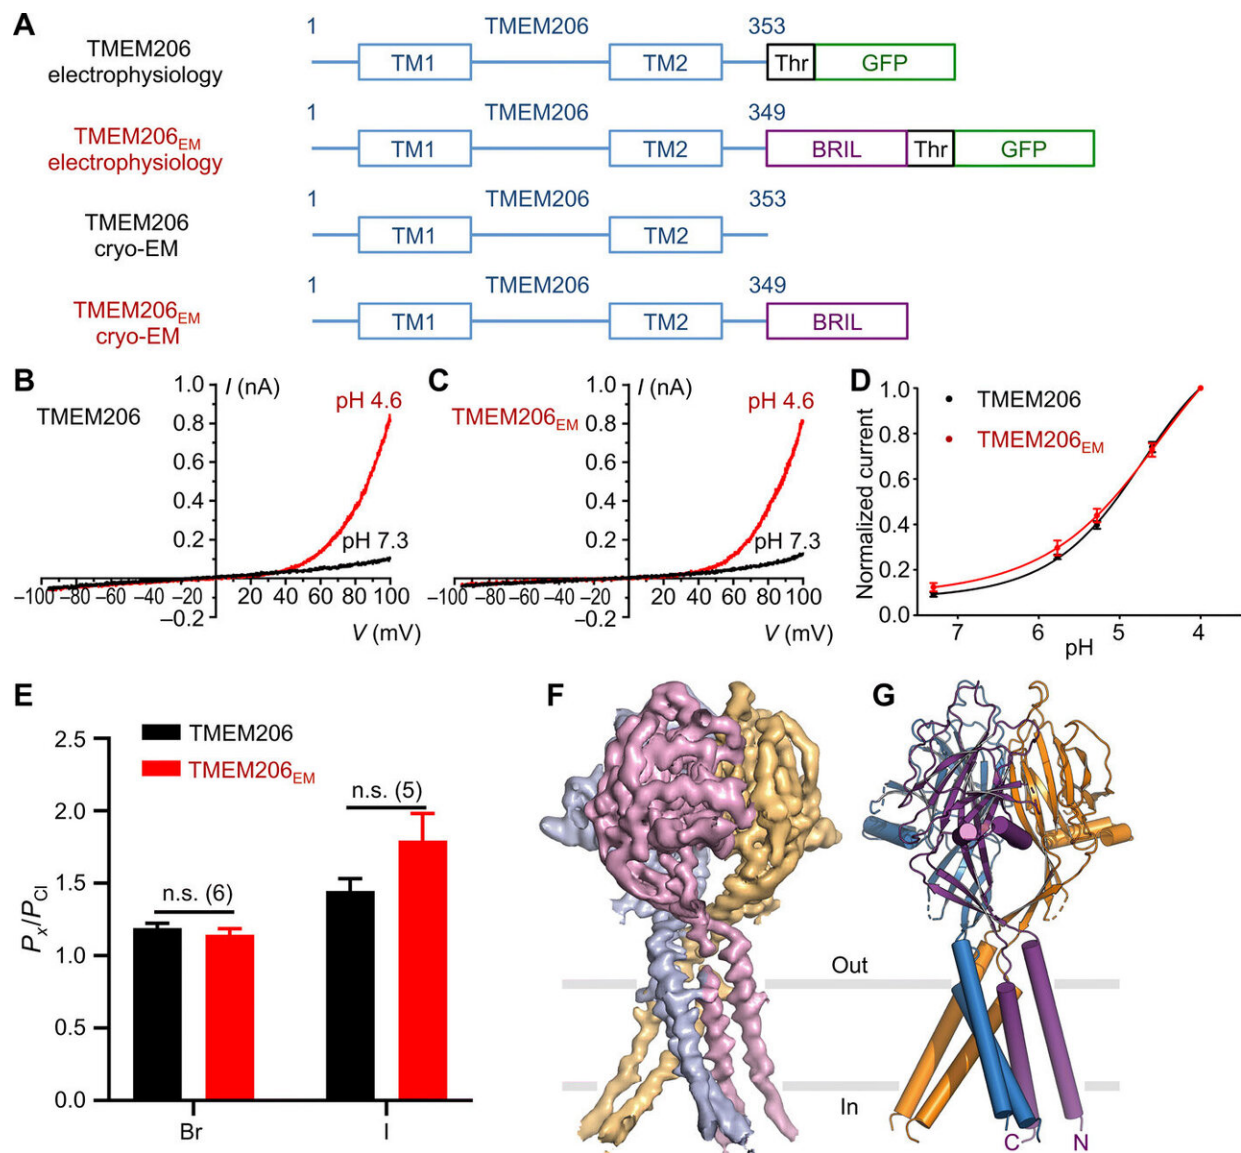 A
TMEM206
electrophysiology
1
TMEM206
353
TM1
TM2
Thr
GFP
TMEM206EM
electrophysiology
1
TMEM206
349
TM1
TM2
BRIL
Thr
GFP
TMEM206
cryo-EM
1
TMEM206
353
TM1
TM2
TMEM206EM
cryo-EM
1
TMEM206
349
TM1
TM2
BRIL
B
TMEM206
I (nA)
1.0
0.8
0.6
0.4
0.2
–0.2
pH 4.6
pH 7.3
–100 –80 –60 –40 –20
20 40 60 80 100
V (mV)
C
TMEM206EM
I (nA)
1.0
0.8
0.6
0.4
0.2
–0.2
pH 4.6
pH 7.3
–100 –80 –60 –40 –20
20 40 60 80 100
V (mV)
D
Normalized current
1.0
0.8
0.6
0.4
0.2
0.0
TMEM206
TMEM206EM
7 6 5 4
pH
E
TMEM206
TMEM206EM
Px/PCl
2.5
2.0
1.5
1.0
0.5
0.0
n.s. (6)
n.s. (5)
Br
I
F
G
Out
In
C
N